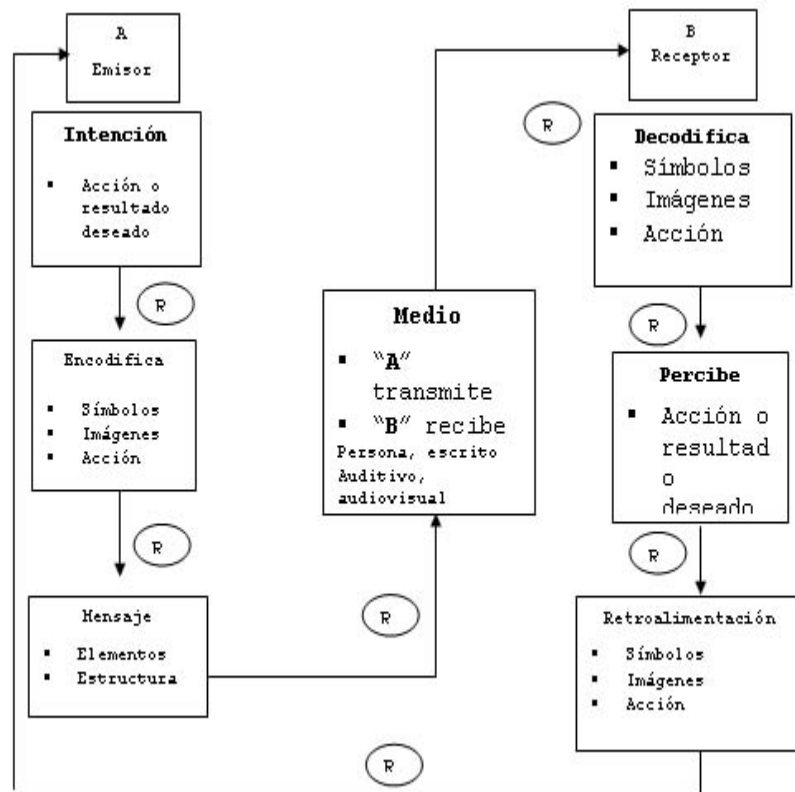 A
Emisor
Intención
▪ Acción o
resultado
deseado
R
Encodifica
▪ Símbolos
▪ Imágenes
▪ Acción
R
Mensaje
▪ Elementos
▪ Estructura
R
Medio
▪ “A”
transmite
▪ “B” recibe
Persona, escrito
Auditivo,
audiovisual
B
Receptor
R
Decodifica
▪ Símbolos
▪ Imágenes
▪ Acción
R
Percibe
▪ Acción o
resultad
o
deseado
R
Retroalimentación
▪ Símbolos
▪ Imágenes
▪ Acción
R